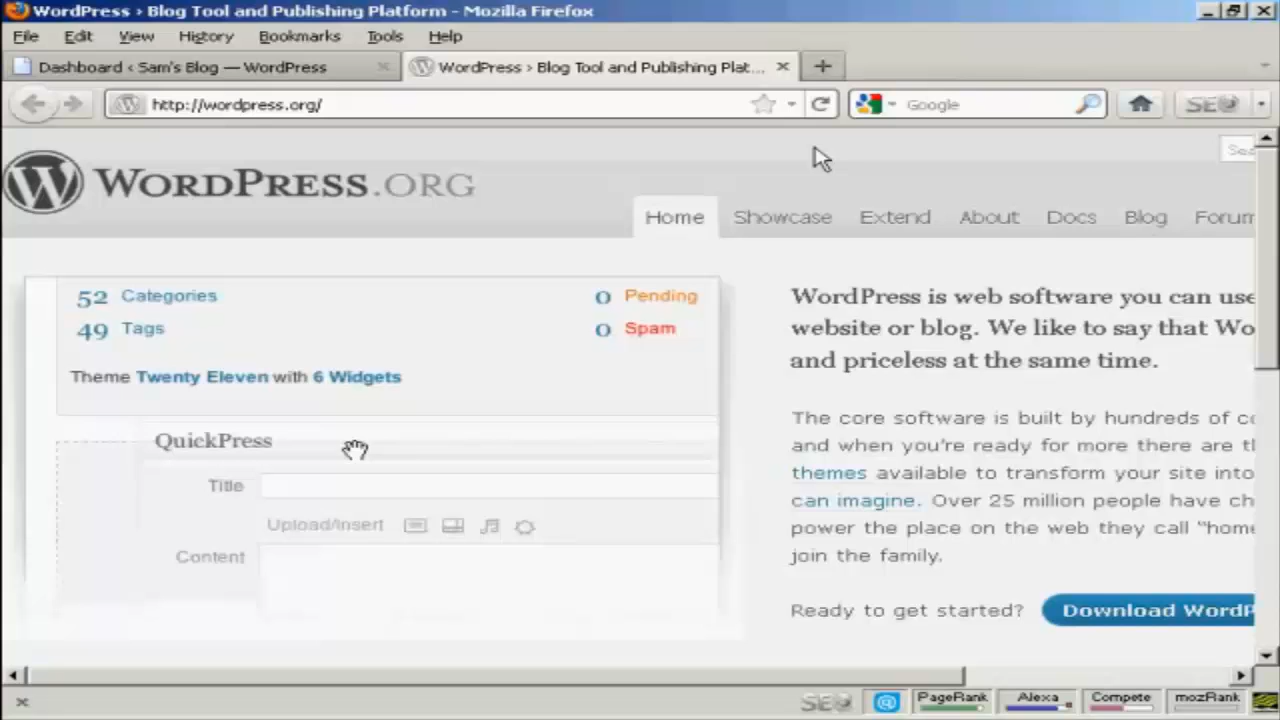 WordPress › Blog Tool and Publishing Platform - Mozilla Firefox
File Edit View History Bookmarks Tools Help
Dashboard ‹ Sam's Blog — WordPress
WordPress › Blog Tool and Publishing Plat...
http://wordpress.org/
Google
SEO
Sea
WORDPRESS.ORG
Home Showcase Extend About Docs Blog Forum
52 Categories 0 Pending
49 Tags 0 Spam
Theme Twenty Eleven with 6 Widgets
QuickPress
Title
Upload/Insert
Content
WordPress is web software you can use
website or blog. We like to say that Wo
and priceless at the same time.
The core software is built by hundreds of co
and when you're ready for more there are t
themes available to transform your site into
can imagine. Over 25 million people have ch
power the place on the web they call "home
join the family.
Ready to get started? Download WordP
SEO PageRank Alexa Compete mozRank